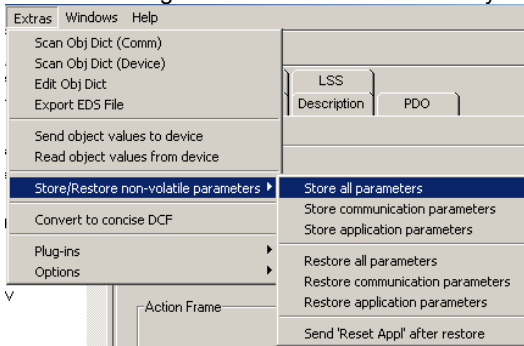 Extras Windows Help
Scan Obj Dict (Comm)
Scan Obj Dict (Device)
Edit Obj Dict
Export EDS File
Send object values to device
Read object values from device
Store/Restore non-volatile parameters
Convert to concise DCF
Plug-ins
Options
LSS
Description PDO
Store all parameters
Store communication parameters
Store application parameters
Restore all parameters
Restore communication parameters
Restore application parameters
Send 'Reset Appl' after restore
Action Frame